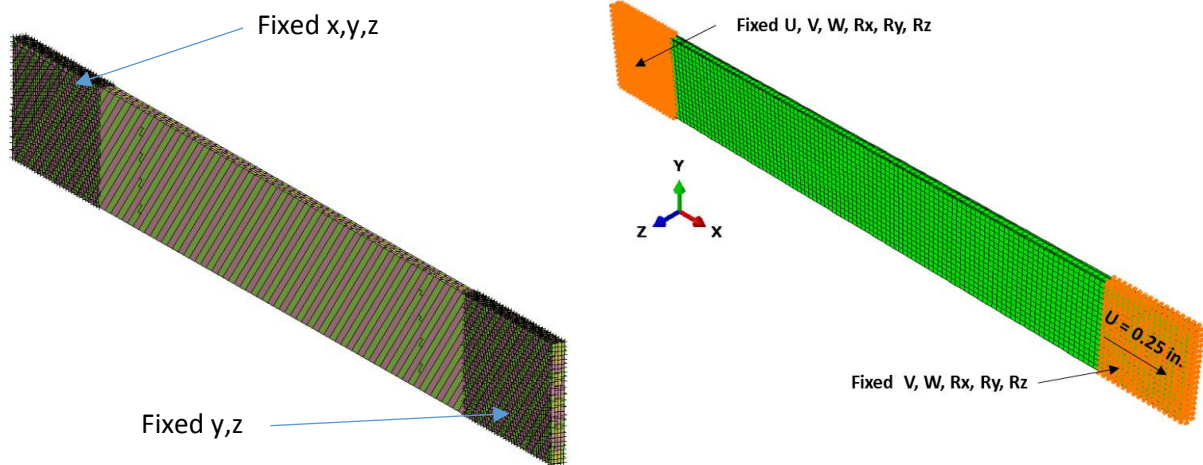 Fixed x,y,z
Fixed y,z
Fixed U, V, W, Rx, Ry, Rz
Y
Z
X
U = 0.25 in.
Fixed V, W, Rx, Ry, Rz